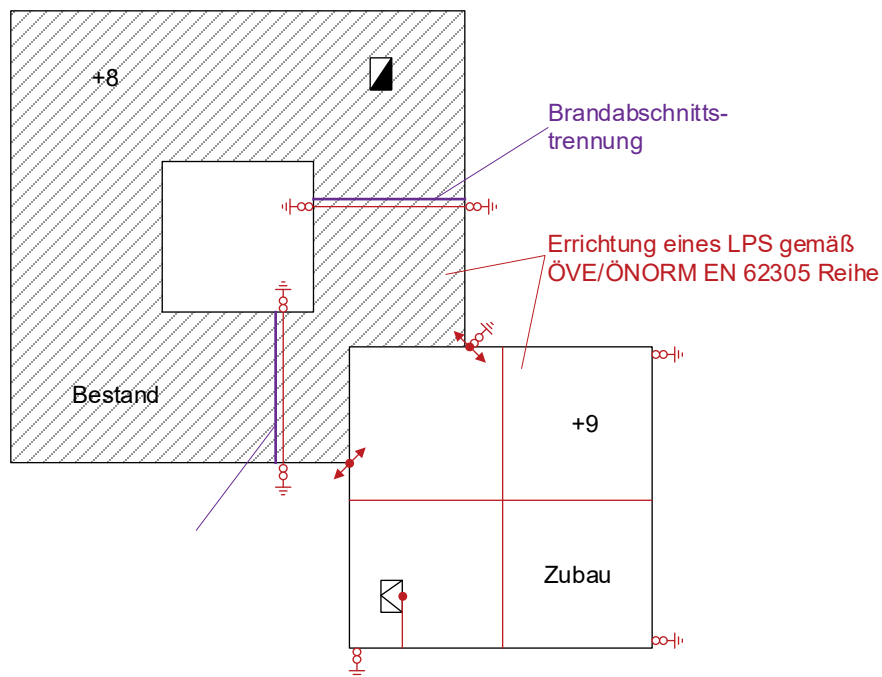 +8
Brandabschnitts-
trennung
Errichtung eines LPS gemäß
ÖVE/ÖNORM EN 62305 Reihe
Bestand
+9
Zubau